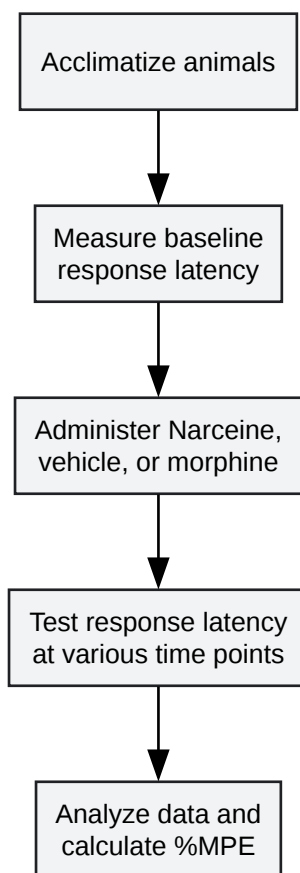 Acclimatize animals
Measure baseline
response latency
Administer Narceine,
vehicle, or morphine
Test response latency
at various time points
Analyze data and
calculate %MPE